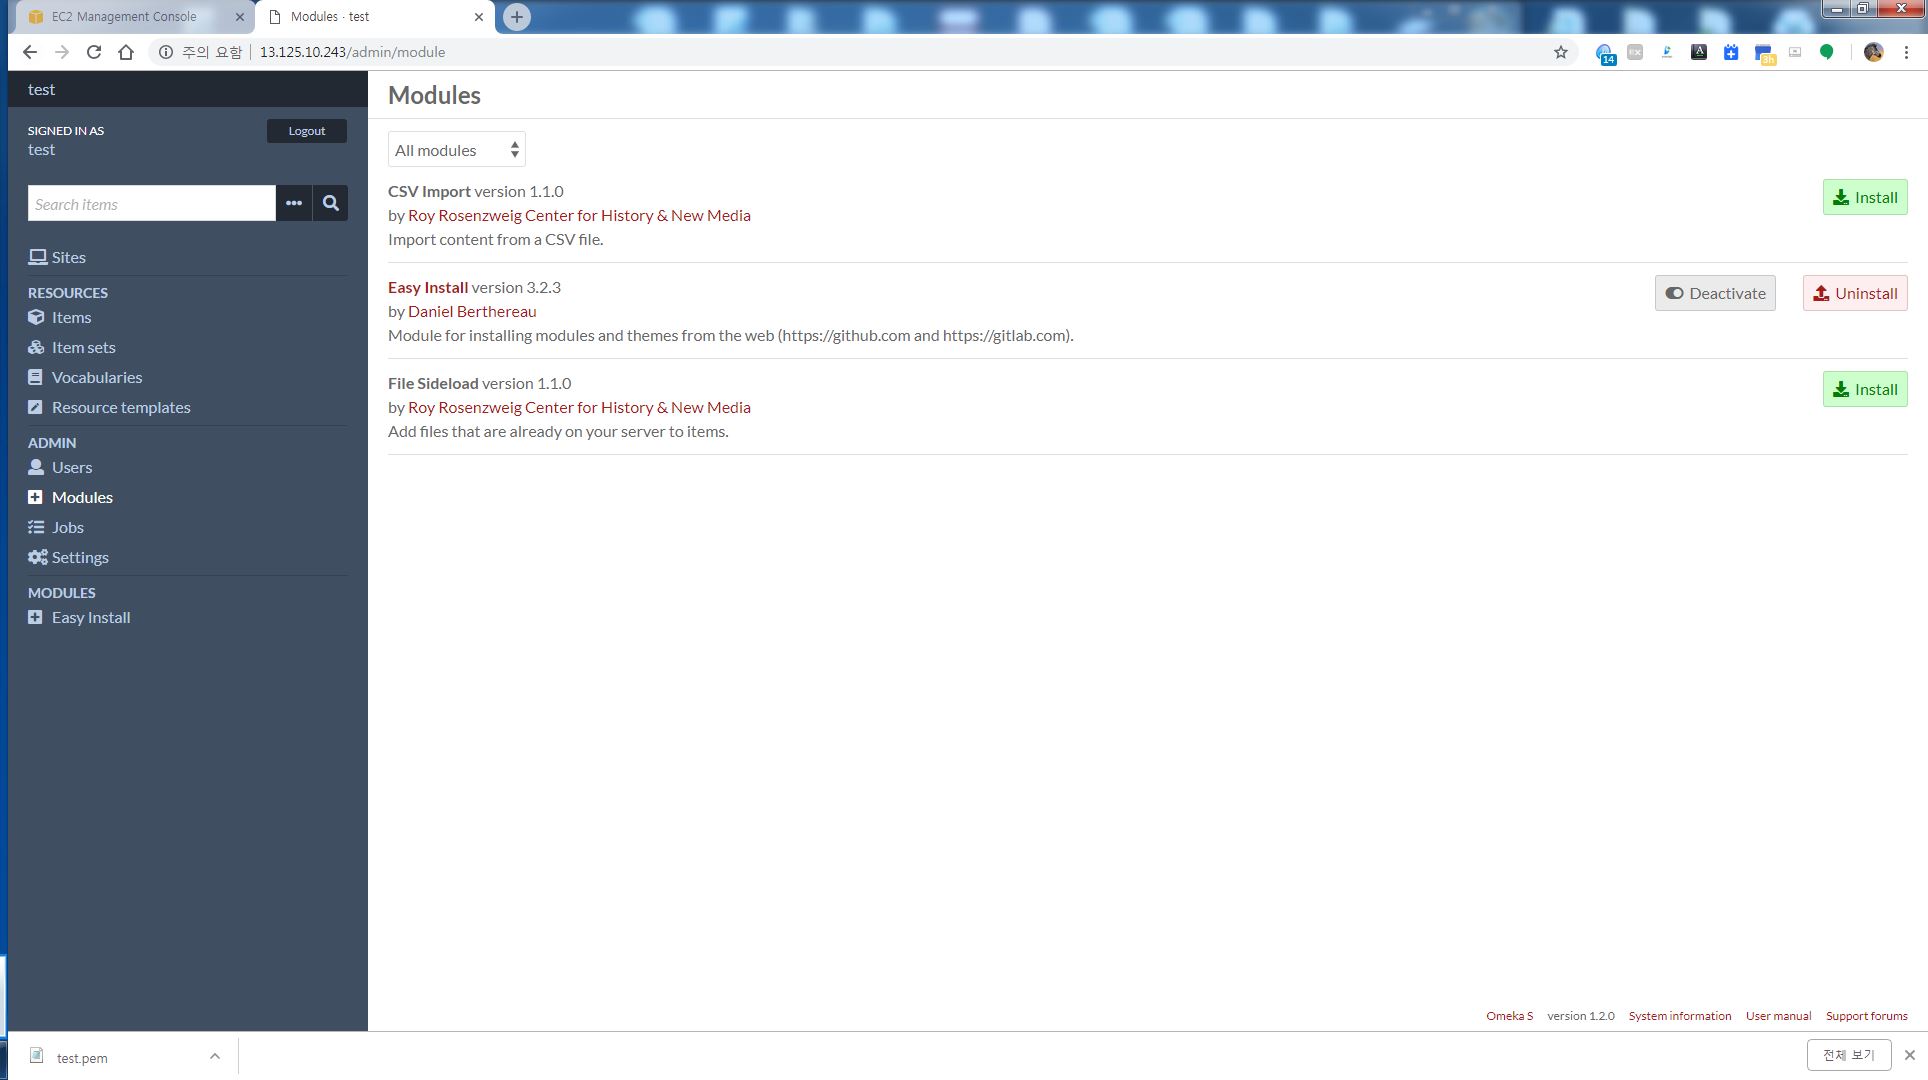 EC2 Management Console
Modules · test
주의 요함
13.125.10.243/admin/module
14
EX
A
3h
test
SIGNED IN AS
test
Logout
Search items
Sites
RESOURCES
Items
Item sets
Vocabularies
Resource templates
ADMIN
Users
Modules
Jobs
Settings
MODULES
Easy Install
Modules
All modules
CSV Import version 1.1.0
by Roy Rosenzweig Center for History & New Media
Import content from a CSV file.
Install
Easy Install version 3.2.3
by Daniel Berthereau
Module for installing modules and themes from the web (https://github.com and https://gitlab.com).
Deactivate
Uninstall
File Sideload version 1.1.0
by Roy Rosenzweig Center for History & New Media
Add files that are already on your server to items.
Install
Omeka S version 1.2.0 System information User manual Support forums
test.pem
전체 보기